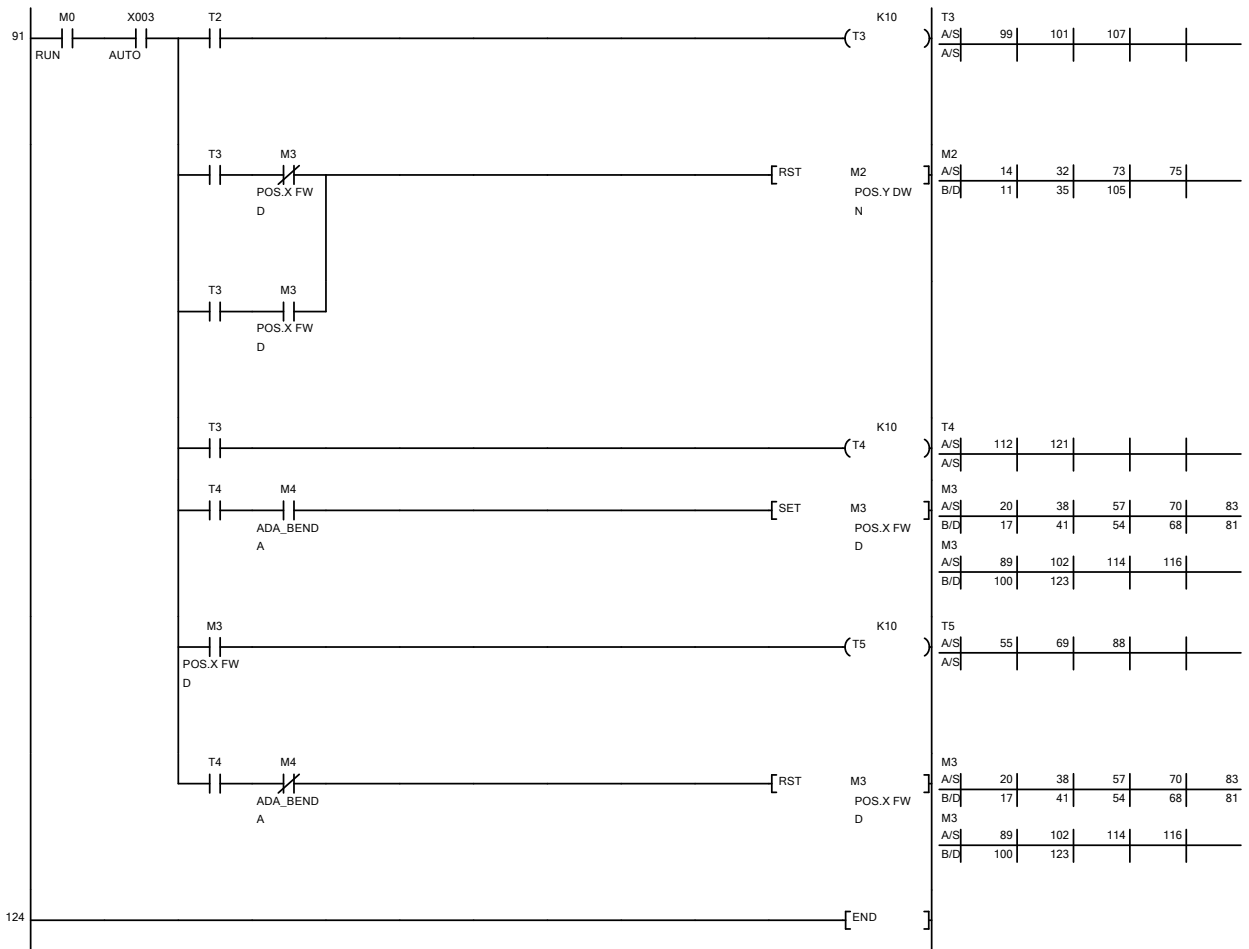 M0 X003 T2 K10 T3
91 T3 A/S 99 101 107
RUN AUTO A/S
T3 M3 M2
RST M2 A/S 14 32 73 75
POS.X FW POS.Y DW B/D 11 35 105
D N
T3 M3
POS.X FW
D
T3 K10 T4
T4 A/S 112 121
A/S
T4 M4 M3
SET M3 A/S 20 38 57 70 83
ADA_BEND POS.X FW B/D 17 41 54 68 81
A D M3
A/S 89 102 114 116
B/D 100 123
M3 K10 T5
T5 A/S 55 69 88
POS.X FW A/S
D
T4 M4 M3
RST M3 A/S 20 38 57 70 83
ADA_BEND POS.X FW B/D 17 41 54 68 81
A D M3
A/S 89 102 114 116
B/D 100 123
124 END